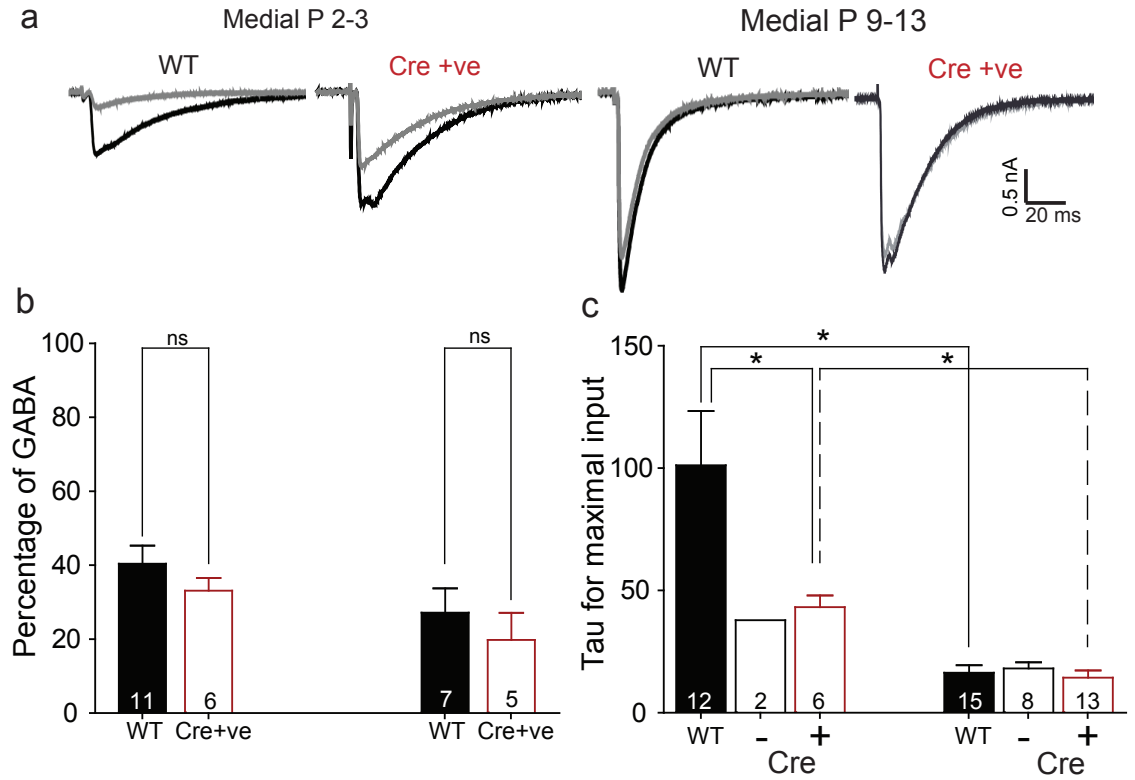 a
Medial P 2-3
Medial P 9-13
WT
Cre +ve
WT
Cre +ve
0.5 nA
20 ms
b
Percentage of GABA
100
80
60
40
20
0
ns
ns
11
6
7
5
WT
Cre+ve
WT
Cre+ve
c
Tau for maximal input
150
100
50
0
*
*
*
12
2
6
15
8
13
WT
-
+
WT
-
+
Cre
Cre